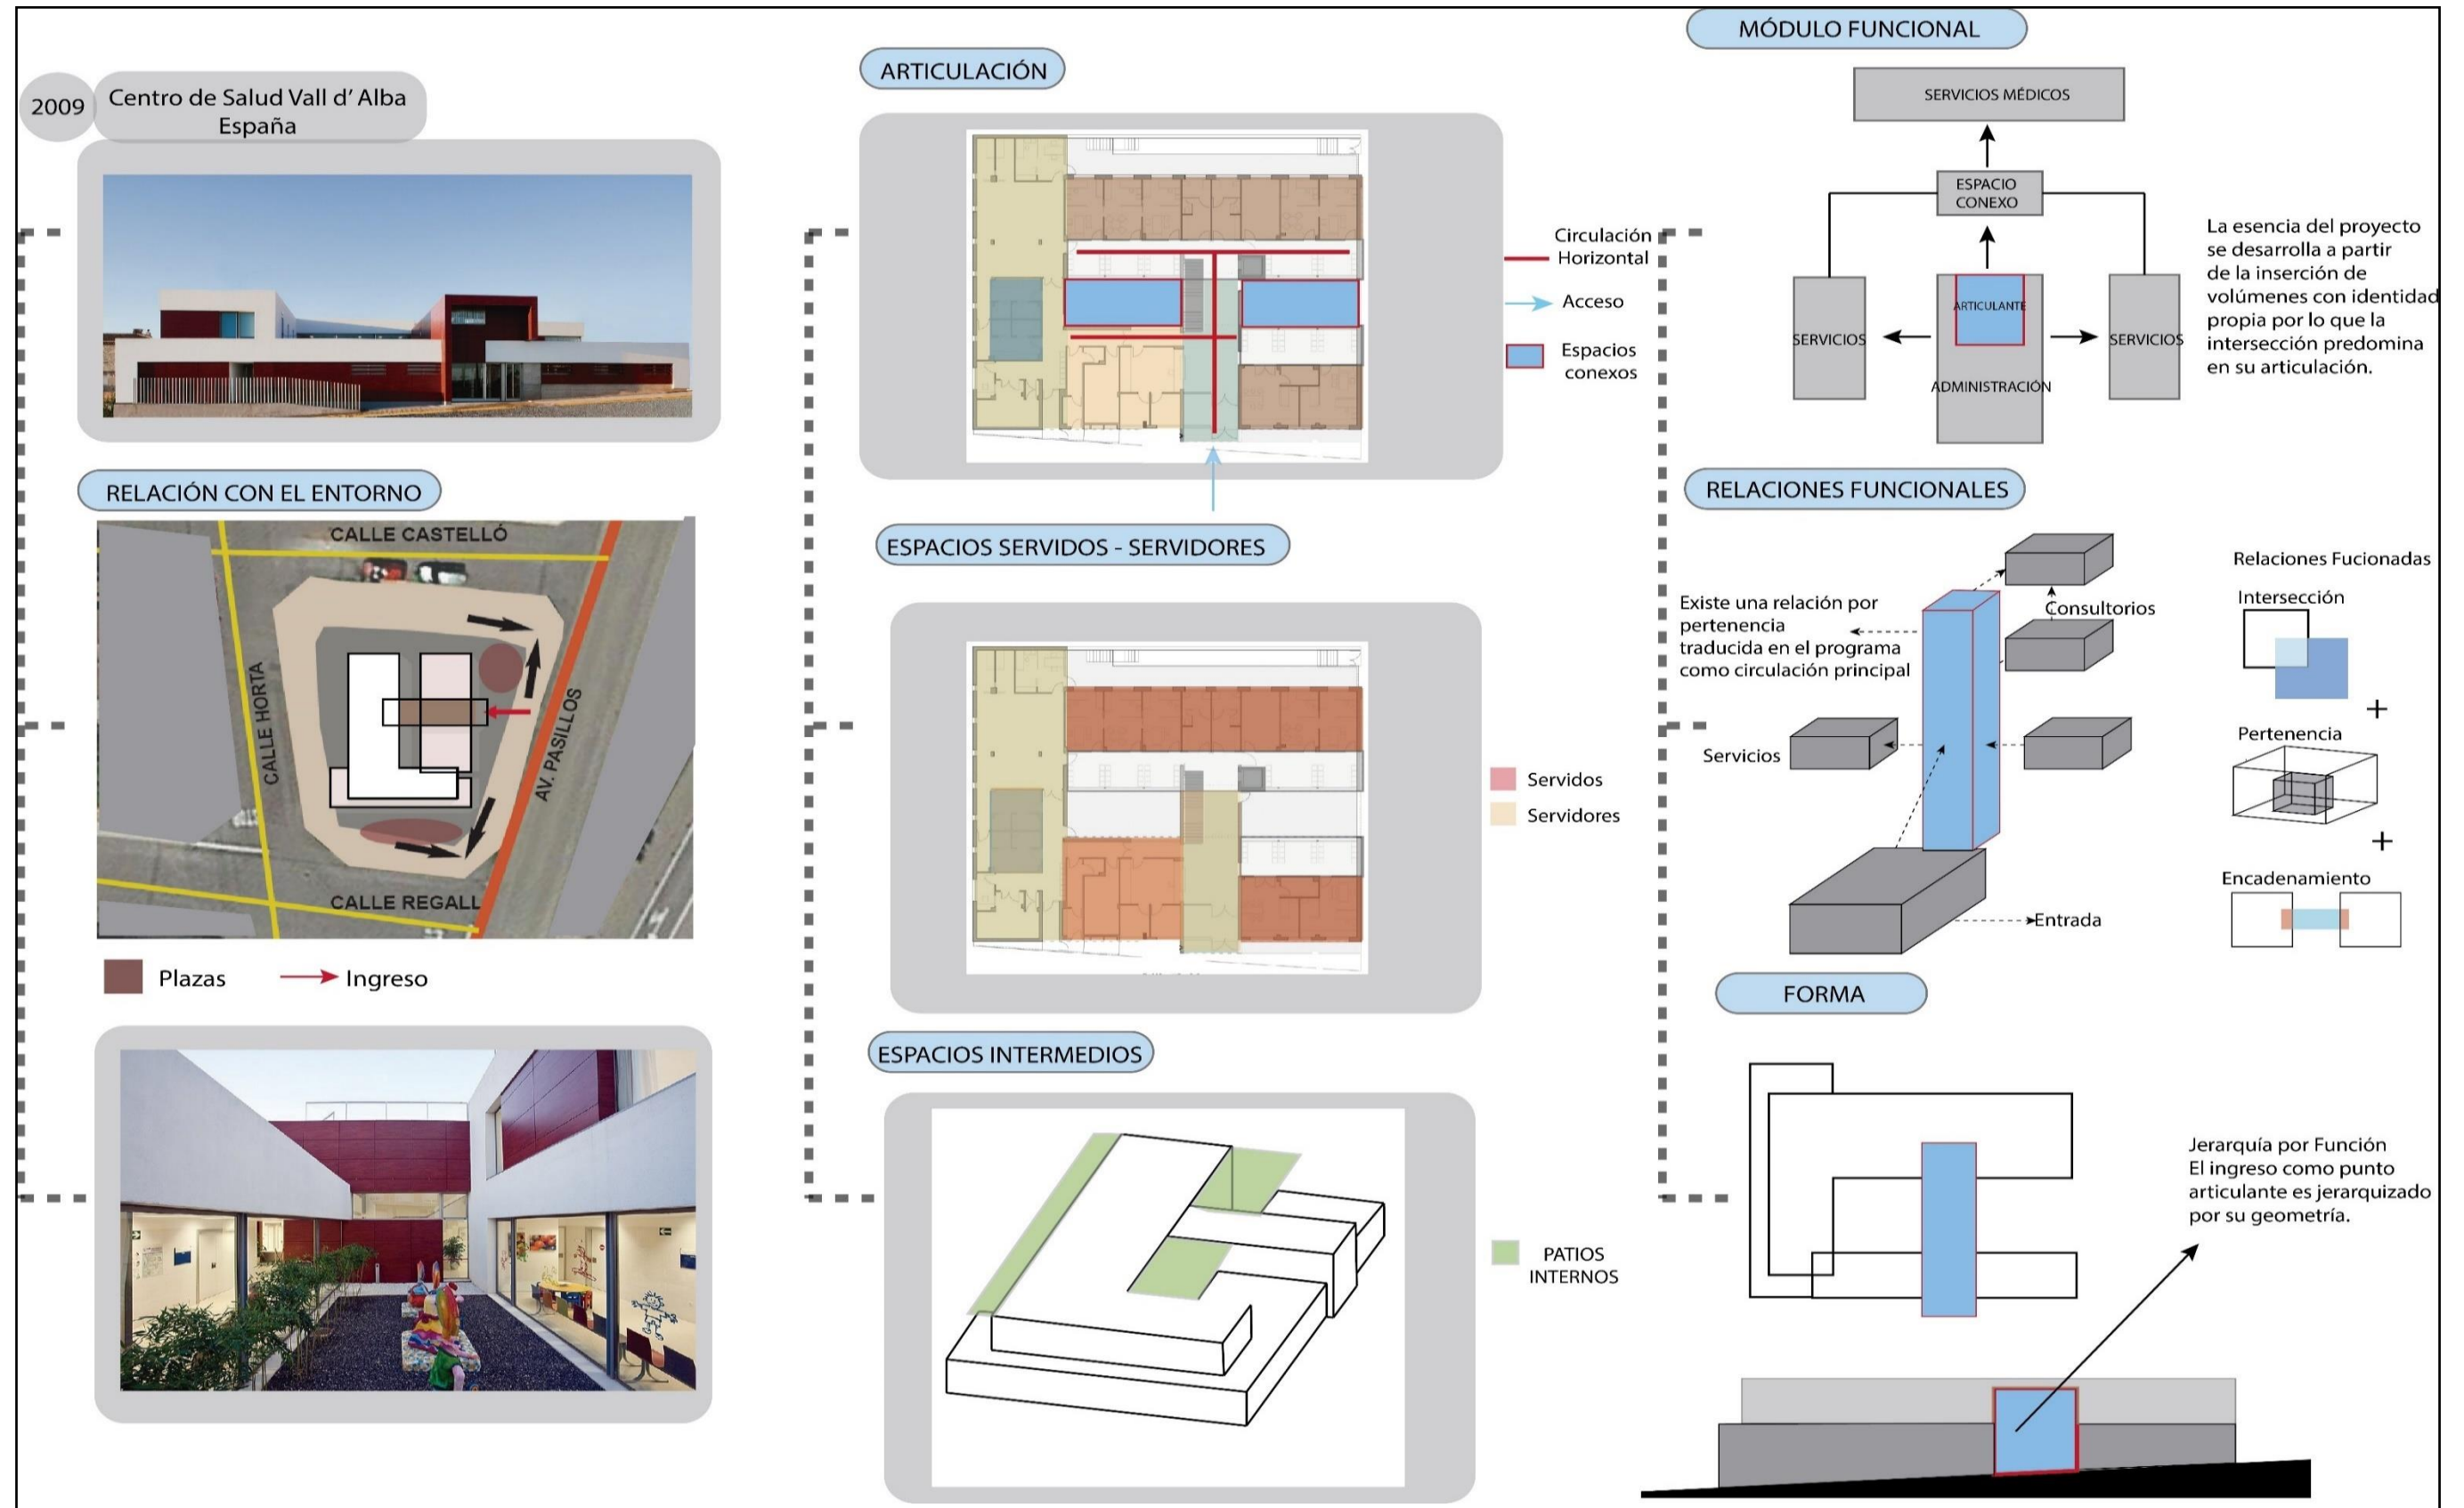 2009
Centro de Salud Vall d' Alba
España
RELACIÓN CON EL ENTORNO
CALLE CASTELLÓ
CALLE HORTA
AV. PASILLOS
CALLE REGALL
Plazas
Ingreso
ARTICULACIÓN
Circulación
Horizontal
Acceso
Espacios
conexos
ESPACIOS SERVIDOS - SERVIDORES
Servidos
Servidores
ESPACIOS INTERMEDIOS
PATIOS
INTERNOS
MÓDULO FUNCIONAL
SERVICIOS MÉDICOS
ESPACIO
CONEXO
ARTICULANTE
SERVICIOS
SERVICIOS
ADMINISTRACIÓN
La esencia del proyecto
se desarrolla a partir
de la inserción de
volúmenes con identidad
propia por lo que la
intersección predomina
en su articulación.
RELACIONES FUNCIONALES
Existe una relación por
pertenencia
traducida en el programa
como circulación principal
Consultorios
Servicios
Entrada
Relaciones Fucionadas
Intersección
+
Pertenencia
+
Encadenamiento
FORMA
Jerarquía por Función
El ingreso como punto
articulante es jerarquizado
por su geometría.